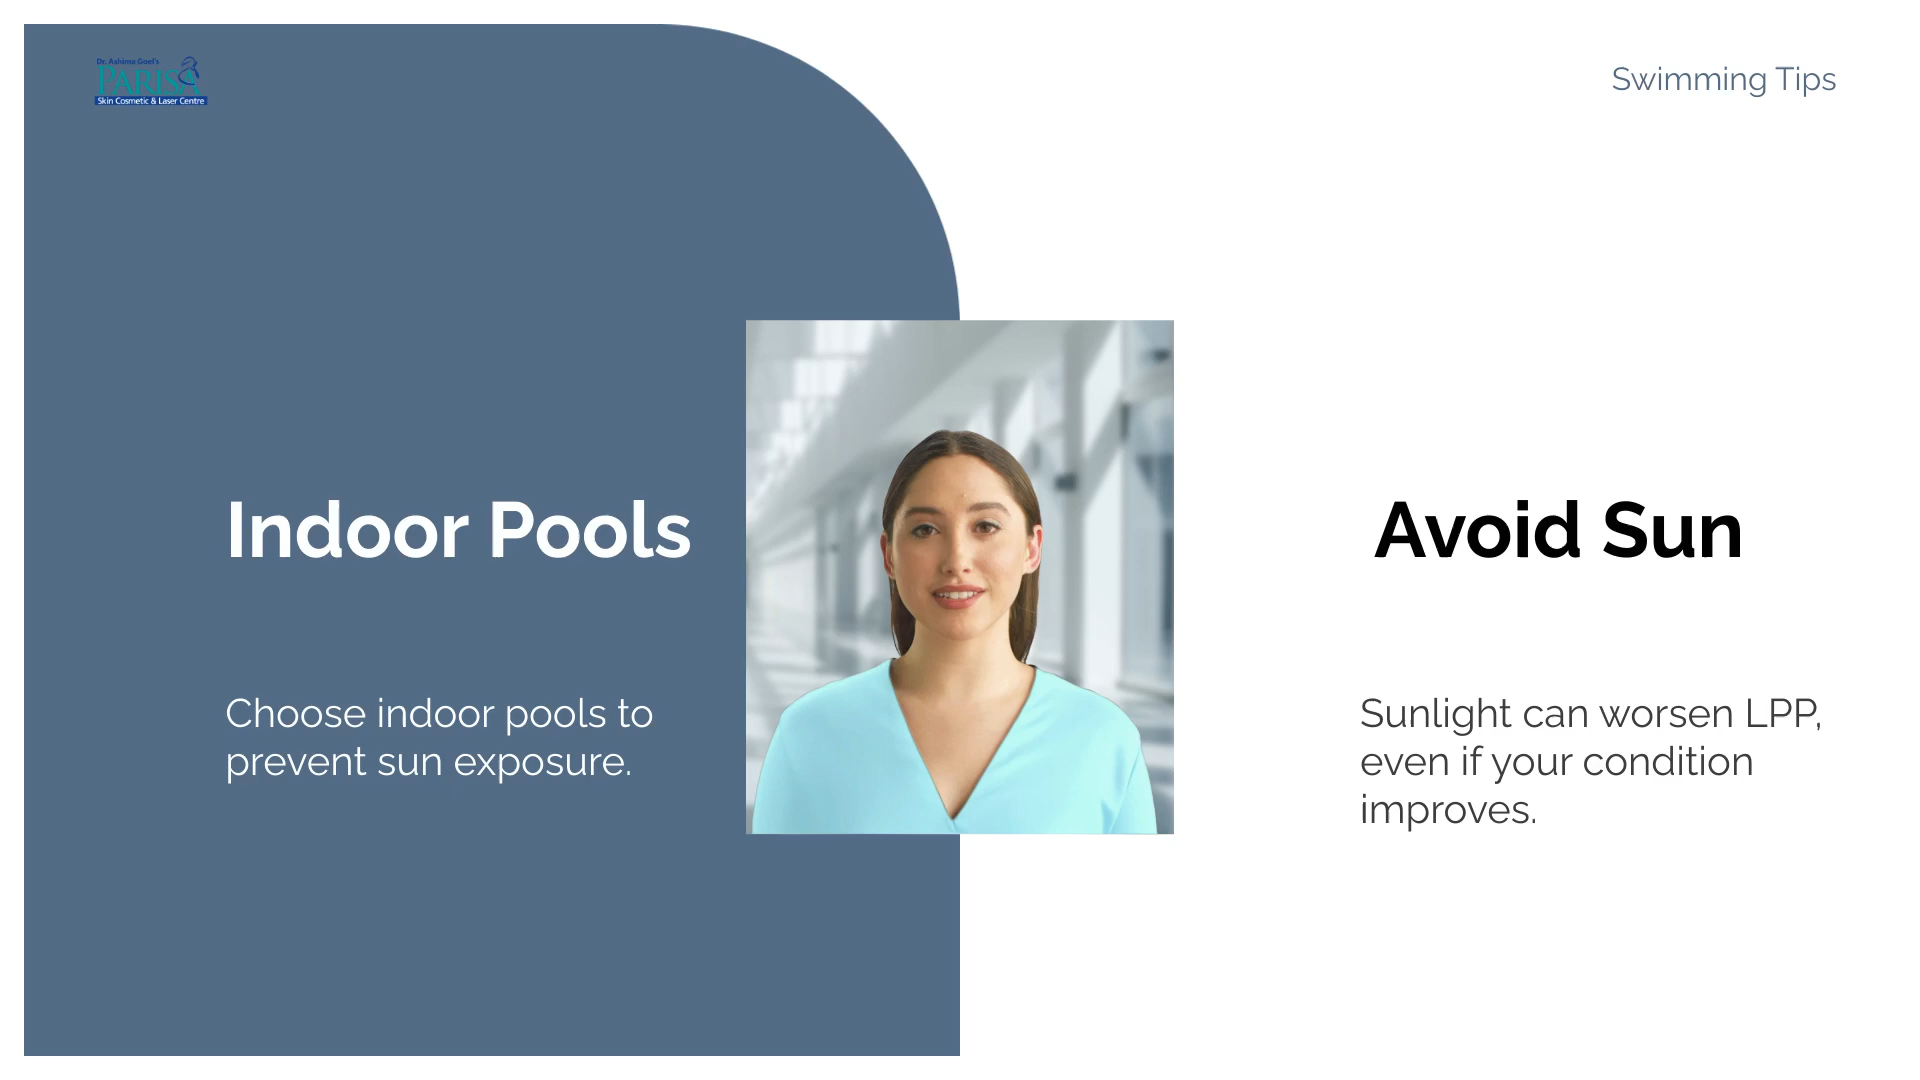 Dr. Ashima Goel's
PARISA
Skin Cosmetic & Laser Centre
Swimming Tips
Indoor Pools
Choose indoor pools to
prevent sun exposure.
Avoid Sun
Sunlight can worsen LPP,
even if your condition
improves.